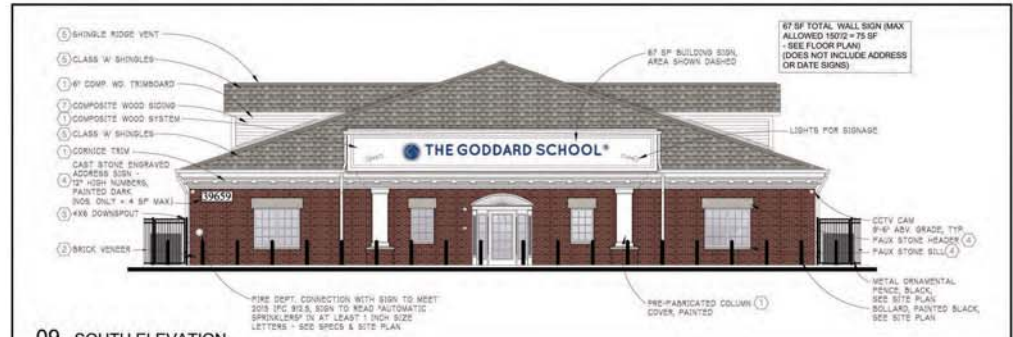 67 SF TOTAL WALL SIGN (MAX
ALLOWED 150'/2 = 75 SF
- SEE FLOOR PLAN)
(DOES NOT INCLUDE ADDRESS
OR DATE SIGNS)
5 SHINGLE RIDGE VENT
5 CLASS 'A' SHINGLES
1 6" COMP. WD. TRIMBOARD
7 COMPOSITE WOOD SIDING
1 COMPOSITE WOOD SYSTEM
5 CLASS 'A' SHINGLES
1 CORNICE TRIM
CAST STONE ENGRAVED
4 ADDRESS SIGN -
12" HIGH NUMBERS,
PAINTED DARK
(NOS. ONLY = 4 SF MAX)
3 4X6 DOWNSPOUT
2 BRICK VENEER
67 SF BUILDING SIGN,
AREA SHOWN DASHED
LIGHTS FOR SIGNAGE
THE GODDARD SCHOOL®
39659
CCTV CAM
9'-6" ABV. GRADE, TYP.
FAUX STONE HEADER 4
FAUX STONE SILL 4
METAL ORNAMENTAL
FENCE, BLACK,
SEE SITE PLAN
BOLLARD, PAINTED BLACK,
SEE SITE PLAN
FIRE DEPT. CONNECTION WITH SIGN TO MEET
2015 IFC 912.5, SIGN TO READ "AUTOMATIC
SPRINKLERS" IN AT LEAST 1 INCH SIZE
LETTERS - SEE SPECS & SITE PLAN
PRE-FABRICATED COLUMN 1
COVER, PAINTED
09 SOUTH ELEVATION